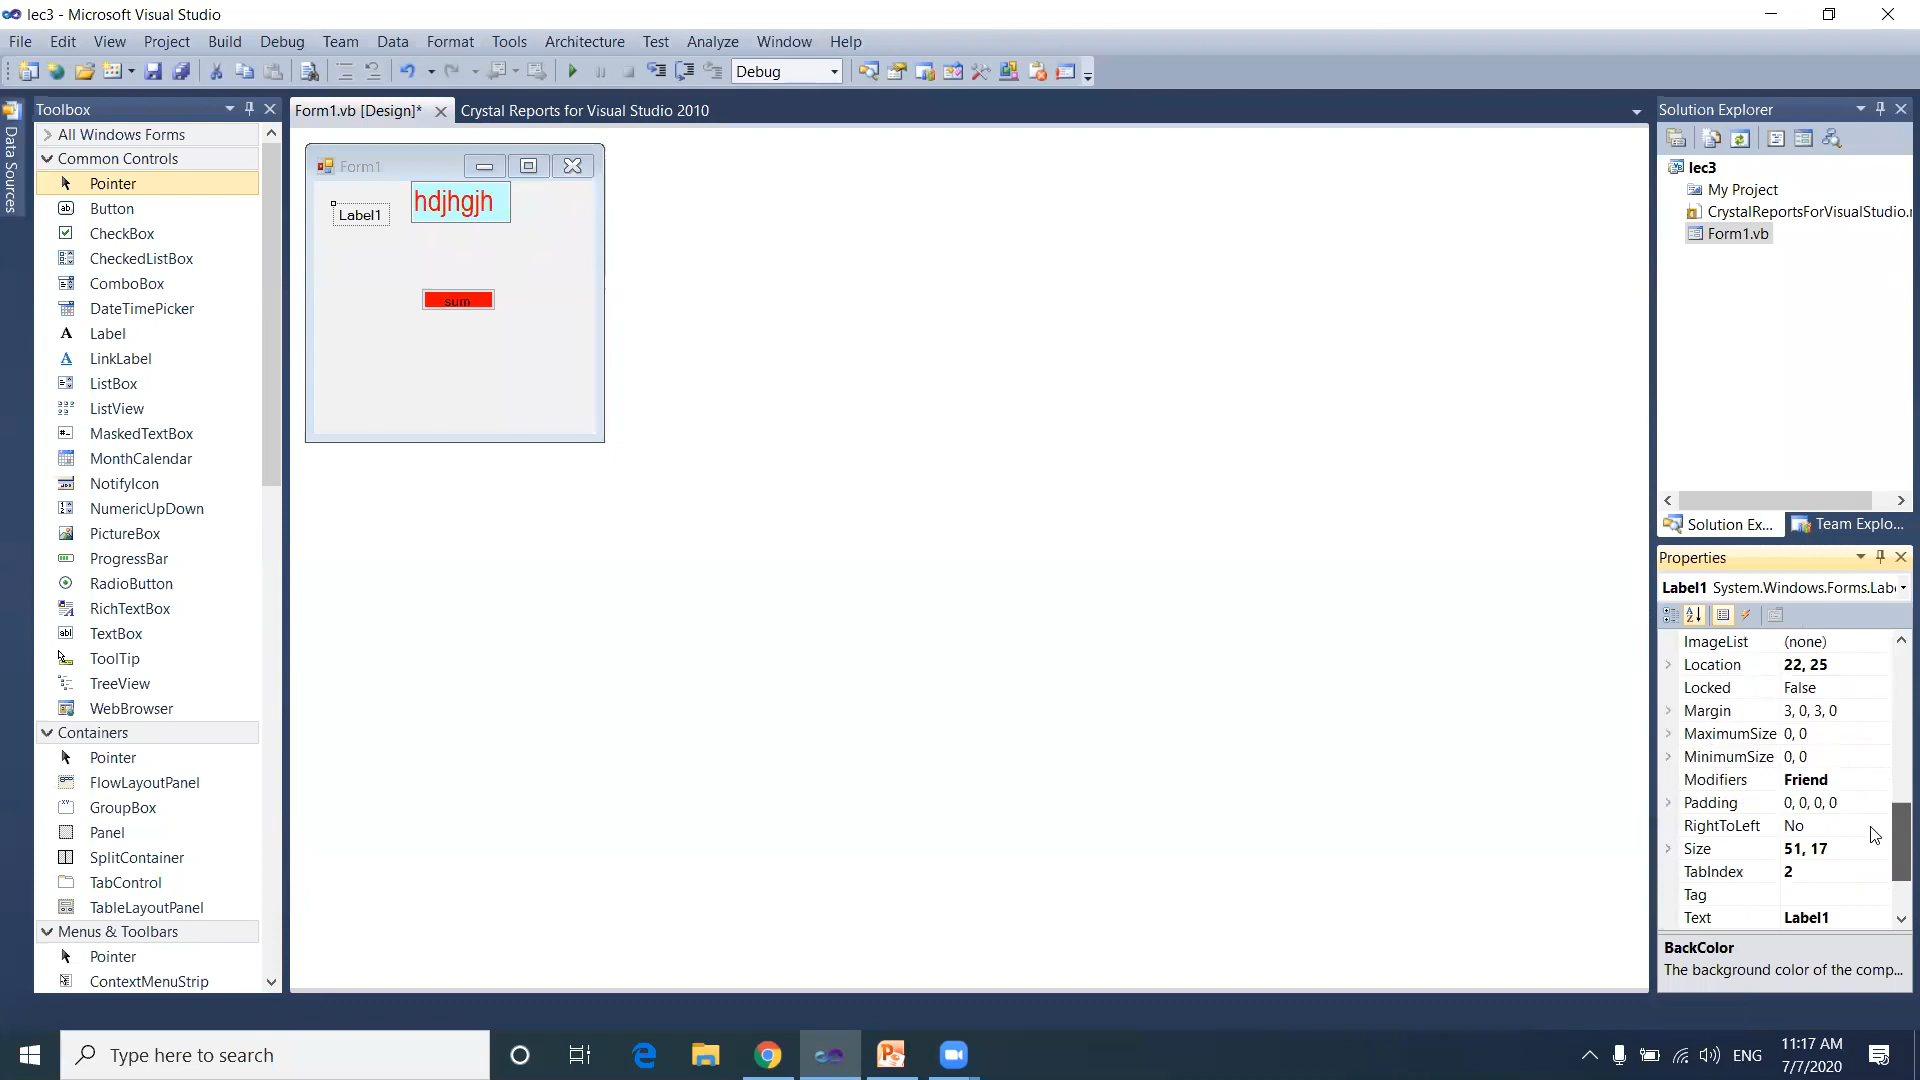 lec3 - Microsoft Visual Studio
File Edit View Project Build Debug Team Data Format Tools Architecture Test Analyze Window Help
Debug
Data Sources
Toolbox
All Windows Forms
Common Controls
Pointer
Button
CheckBox
CheckedListBox
ComboBox
DateTimePicker
Label
LinkLabel
ListBox
ListView
MaskedTextBox
MonthCalendar
NotifyIcon
NumericUpDown
PictureBox
ProgressBar
RadioButton
RichTextBox
TextBox
ToolTip
TreeView
WebBrowser
Containers
Pointer
FlowLayoutPanel
GroupBox
Panel
SplitContainer
TabControl
TableLayoutPanel
Menus & Toolbars
Pointer
ContextMenuStrip
Form1.vb [Design]* Crystal Reports for Visual Studio 2010
Form1
Label1 hdjhgjh
sum
Solution Explorer
lec3
My Project
CrystalReportsForVisualStudio.r
Form1.vb
Solution Ex... Team Explo...
Properties
Label1 System.Windows.Forms.Lab
ImageList (none)
Location 22, 25
Locked False
Margin 3, 0, 3, 0
MaximumSize 0, 0
MinimumSize 0, 0
Modifiers Friend
Padding 0, 0, 0, 0
RightToLeft No
Size 51, 17
TabIndex 2
Tag
Text Label1
BackColor
The background color of the comp...
Type here to search
ENG
11:17 AM
7/7/2020